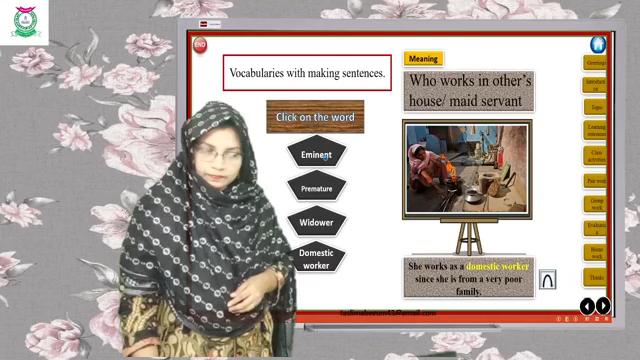 END
Vocabularies with making sentences.
Click on the word
Eminent
Premature
Widower
Domestic
worker
Meaning
Who works in other's
house/ maid servant
She works as a domestic worker
since she is from a very poor
family.
Greetings
Topic
Learning
outcomes
Class
activities
Pair work
Group
work
Home
work
Thanks